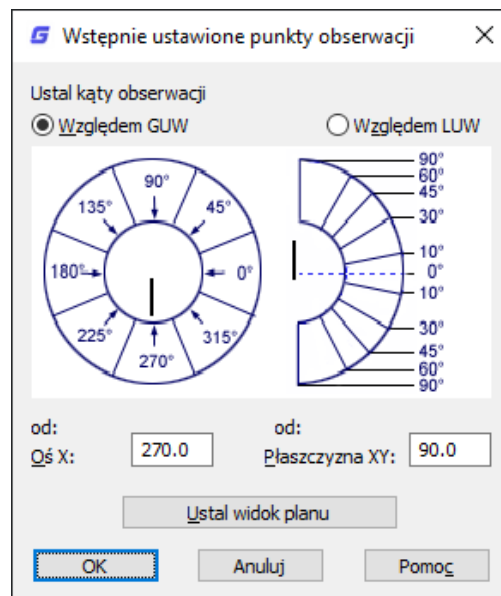 G Wstępnie ustawione punkty obserwacji
Ustal kąty obserwacji
Względem GUW
Względem LUW
90°
135°
45°
180°
0°
225°
315°
270°
90°
60°
45°
30°
10°
0°
10°
30°
45°
60°
90°
od:
Oś X:
270.0
od:
Płaszczyzna XY:
90.0
Ustal widok planu
OK
Anuluj
Pomoc